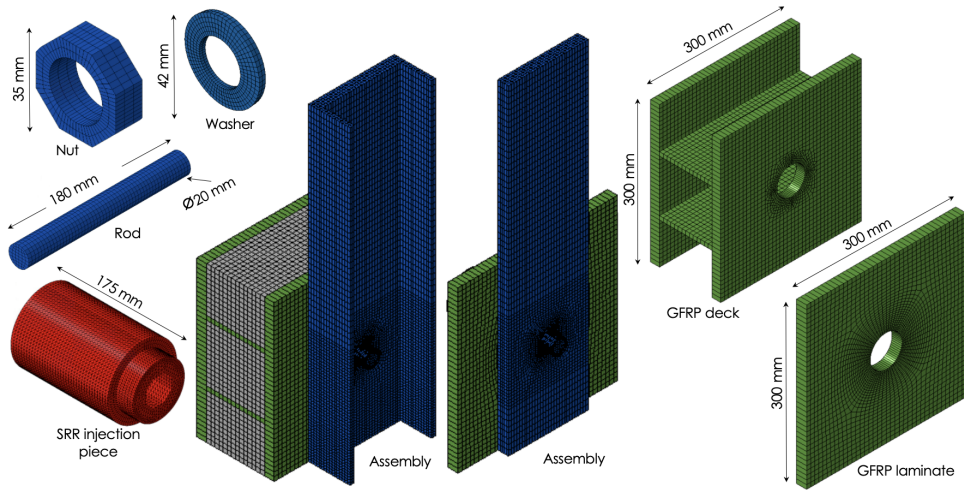 35 mm
Nut
42 mm
Washer
180 mm
Ø20 mm
Rod
175 mm
SRR injection
piece
Assembly
Assembly
300 mm
300 mm
GFRP deck
300 mm
300 mm
GFRP laminate